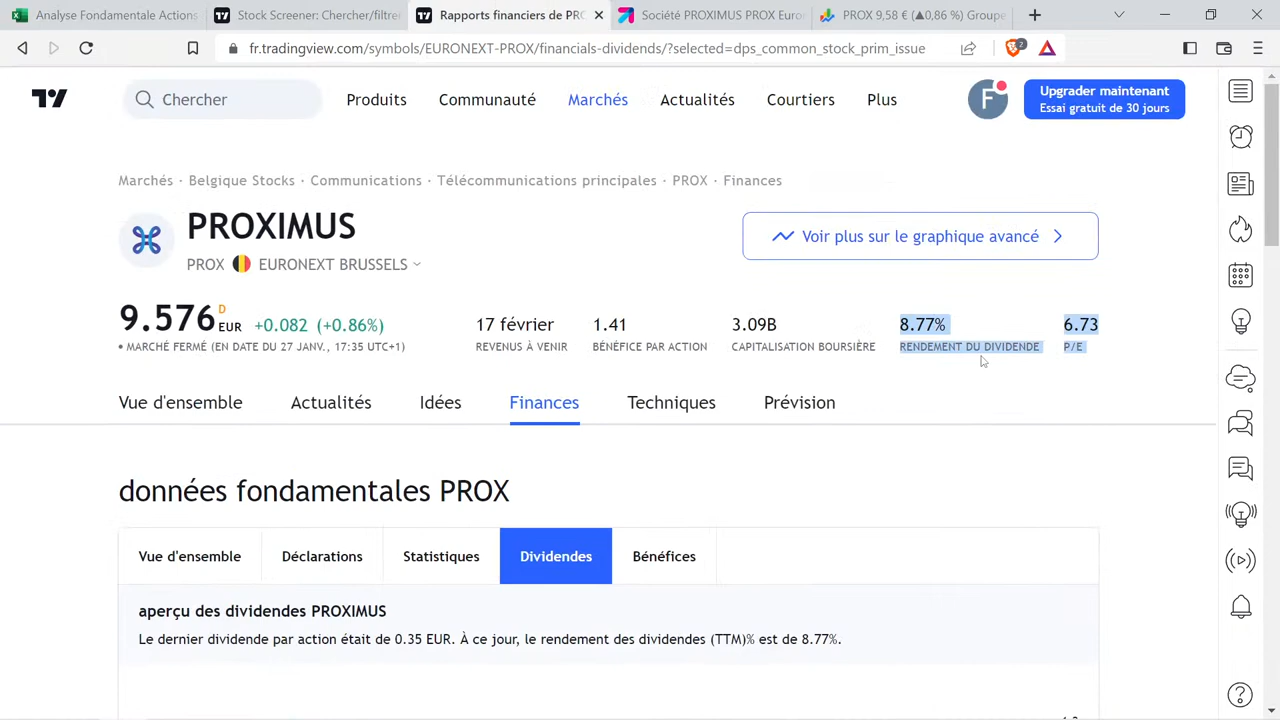 Analyse Fondamentale Actions
Stock Screener: Chercher/filtrer
Rapports financiers de PRO
Société PROXIMUS PROX Euro
PROX 9,58 € (▲0,86 %) Groupe
fr.tradingview.com/symbols/EURONEXT-PROX/financials-dividends/?selected=dps_common_stock_prim_issue
2
Chercher
Produits
Communauté
Marchés
Actualités
Courtiers
Plus
F
Upgrader maintenant
Essai gratuit de 30 jours
Marchés · Belgique Stocks · Communications · Télécommunications principales · PROX · Finances
PROXIMUS
PROX EURONEXT BRUSSELS
Voir plus sur le graphique avancé
9.576 D EUR +0.082 (+0.86%)
• MARCHÉ FERMÉ (EN DATE DU 27 JANV., 17:35 UTC+1)
17 février
REVENUS À VENIR
1.41
BÉNÉFICE PAR ACTION
3.09B
CAPITALISATION BOURSIÈRE
8.77%
RENDEMENT DU DIVIDENDE
6.73
P/E
Vue d'ensemble
Actualités
Idées
Finances
Techniques
Prévision
données fondamentales PROX
Vue d'ensemble
Déclarations
Statistiques
Dividendes
Bénéfices
aperçu des dividendes PROXIMUS
Le dernier dividende par action était de 0.35 EUR. À ce jour, le rendement des dividendes (TTM)% est de 8.77%.